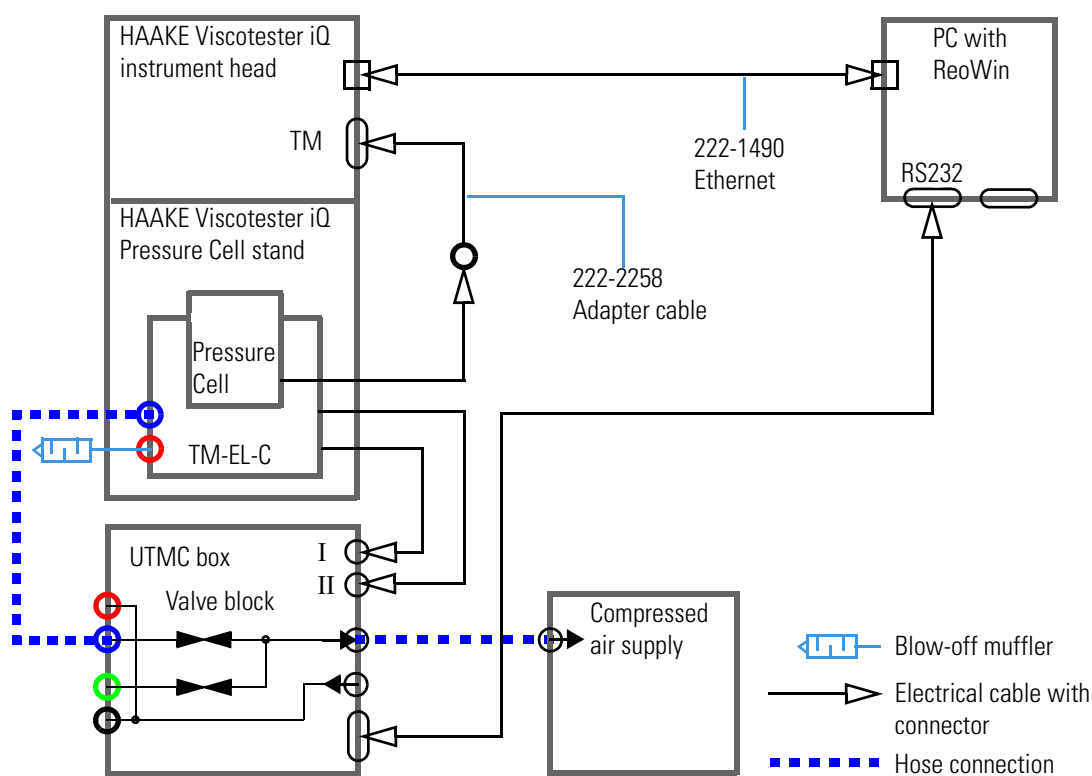 HAAKE Viscotester iQ
instrument head
TM
PC with
ReoWin
222-1490
Ethernet
RS232
HAAKE Viscotester iQ
Pressure Cell stand
222-2258
Adapter cable
Pressure
Cell
TM-EL-C
UTMC box
I
II
Valve block
Compressed
air supply
Blow-off muffler
Electrical cable with
connector
Hose connection